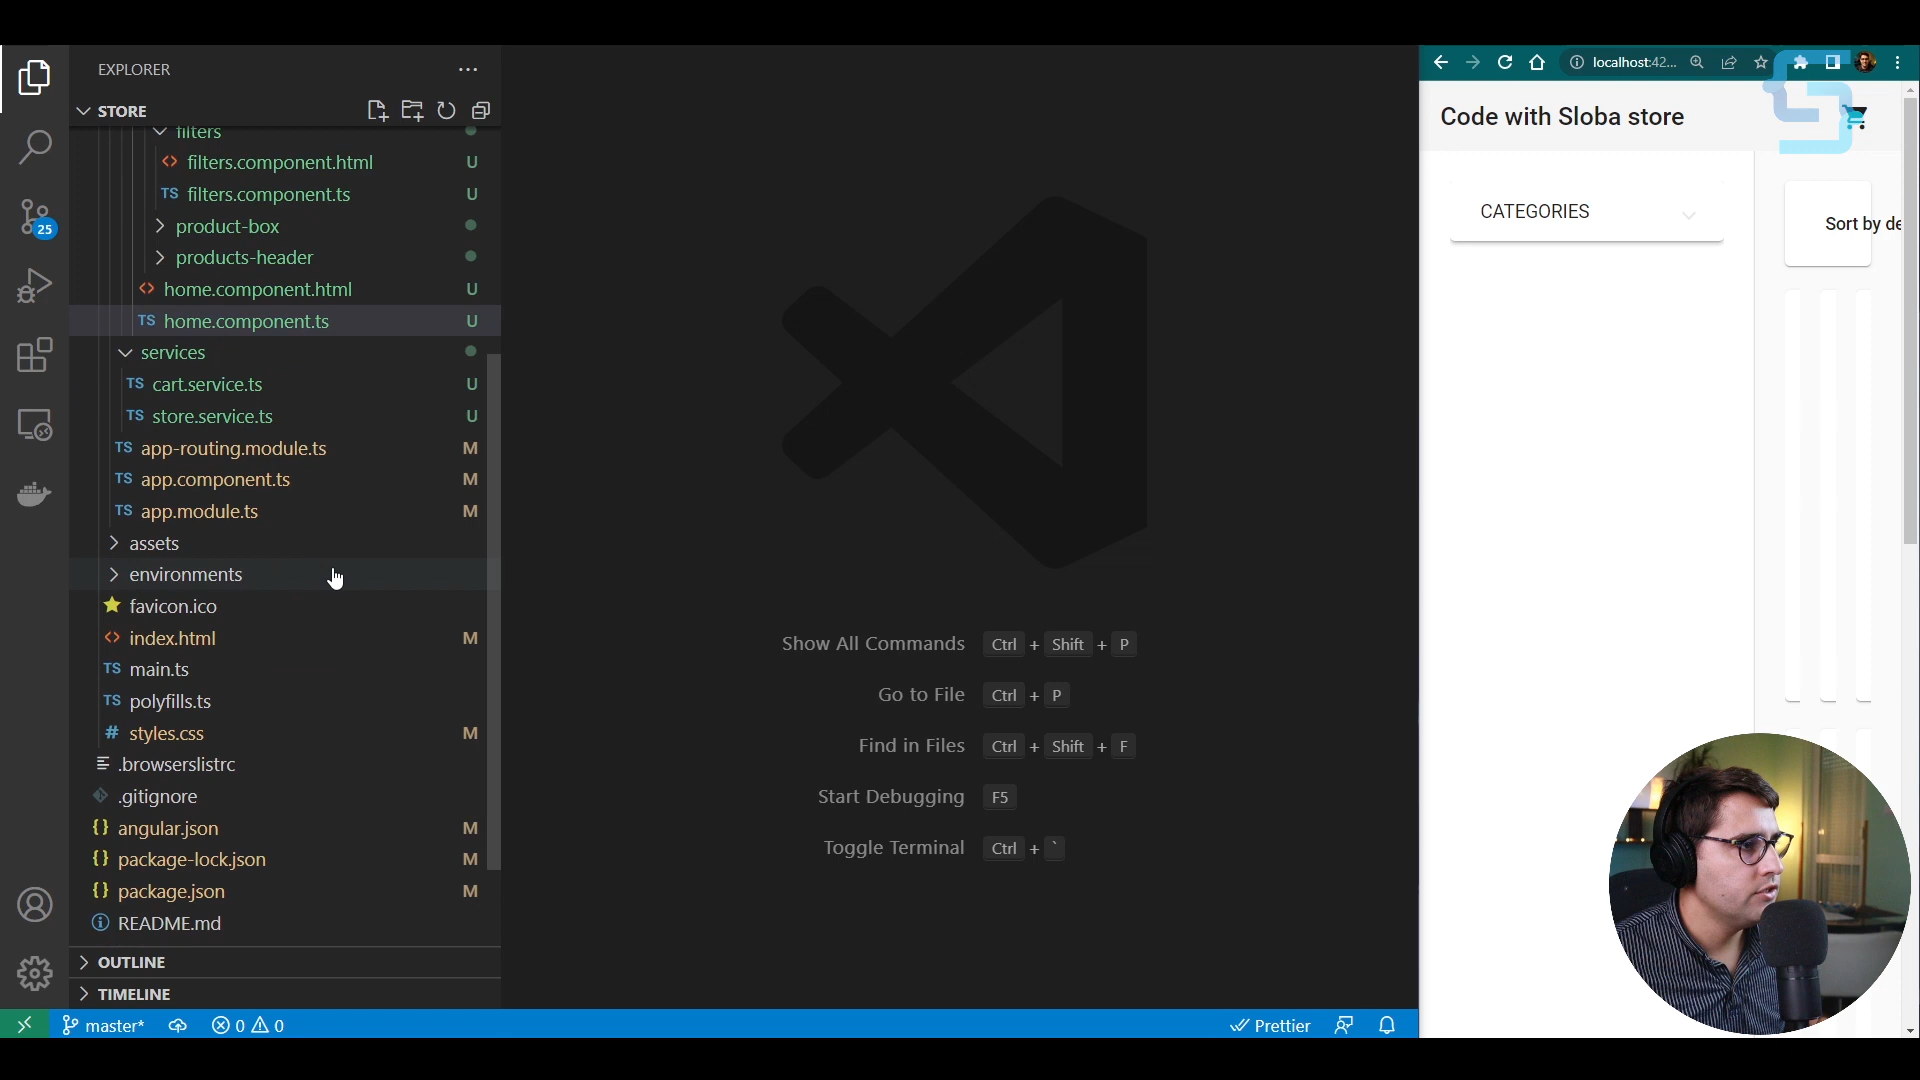 EXPLORER
STORE
filters
filters.component.html U
TS filters.component.ts U
product-box
products-header
home.component.html U
TS home.component.ts U
services
TS cart.service.ts U
TS store.service.ts U
TS app-routing.module.ts M
TS app.component.ts M
TS app.module.ts M
assets
environments
favicon.ico
index.html M
TS main.ts
TS polyfills.ts
# styles.css M
.browserslistrc
.gitignore
{} angular.json M
{} package-lock.json M
{} package.json M
README.md
OUTLINE
TIMELINE
25
master*
0 0
Prettier
Show All Commands Ctrl + Shift + P
Go to File Ctrl + P
Find in Files Ctrl + Shift + F
Start Debugging F5
Toggle Terminal Ctrl + `
localhost:42...
Code with Sloba store
CATEGORIES
Sort by de